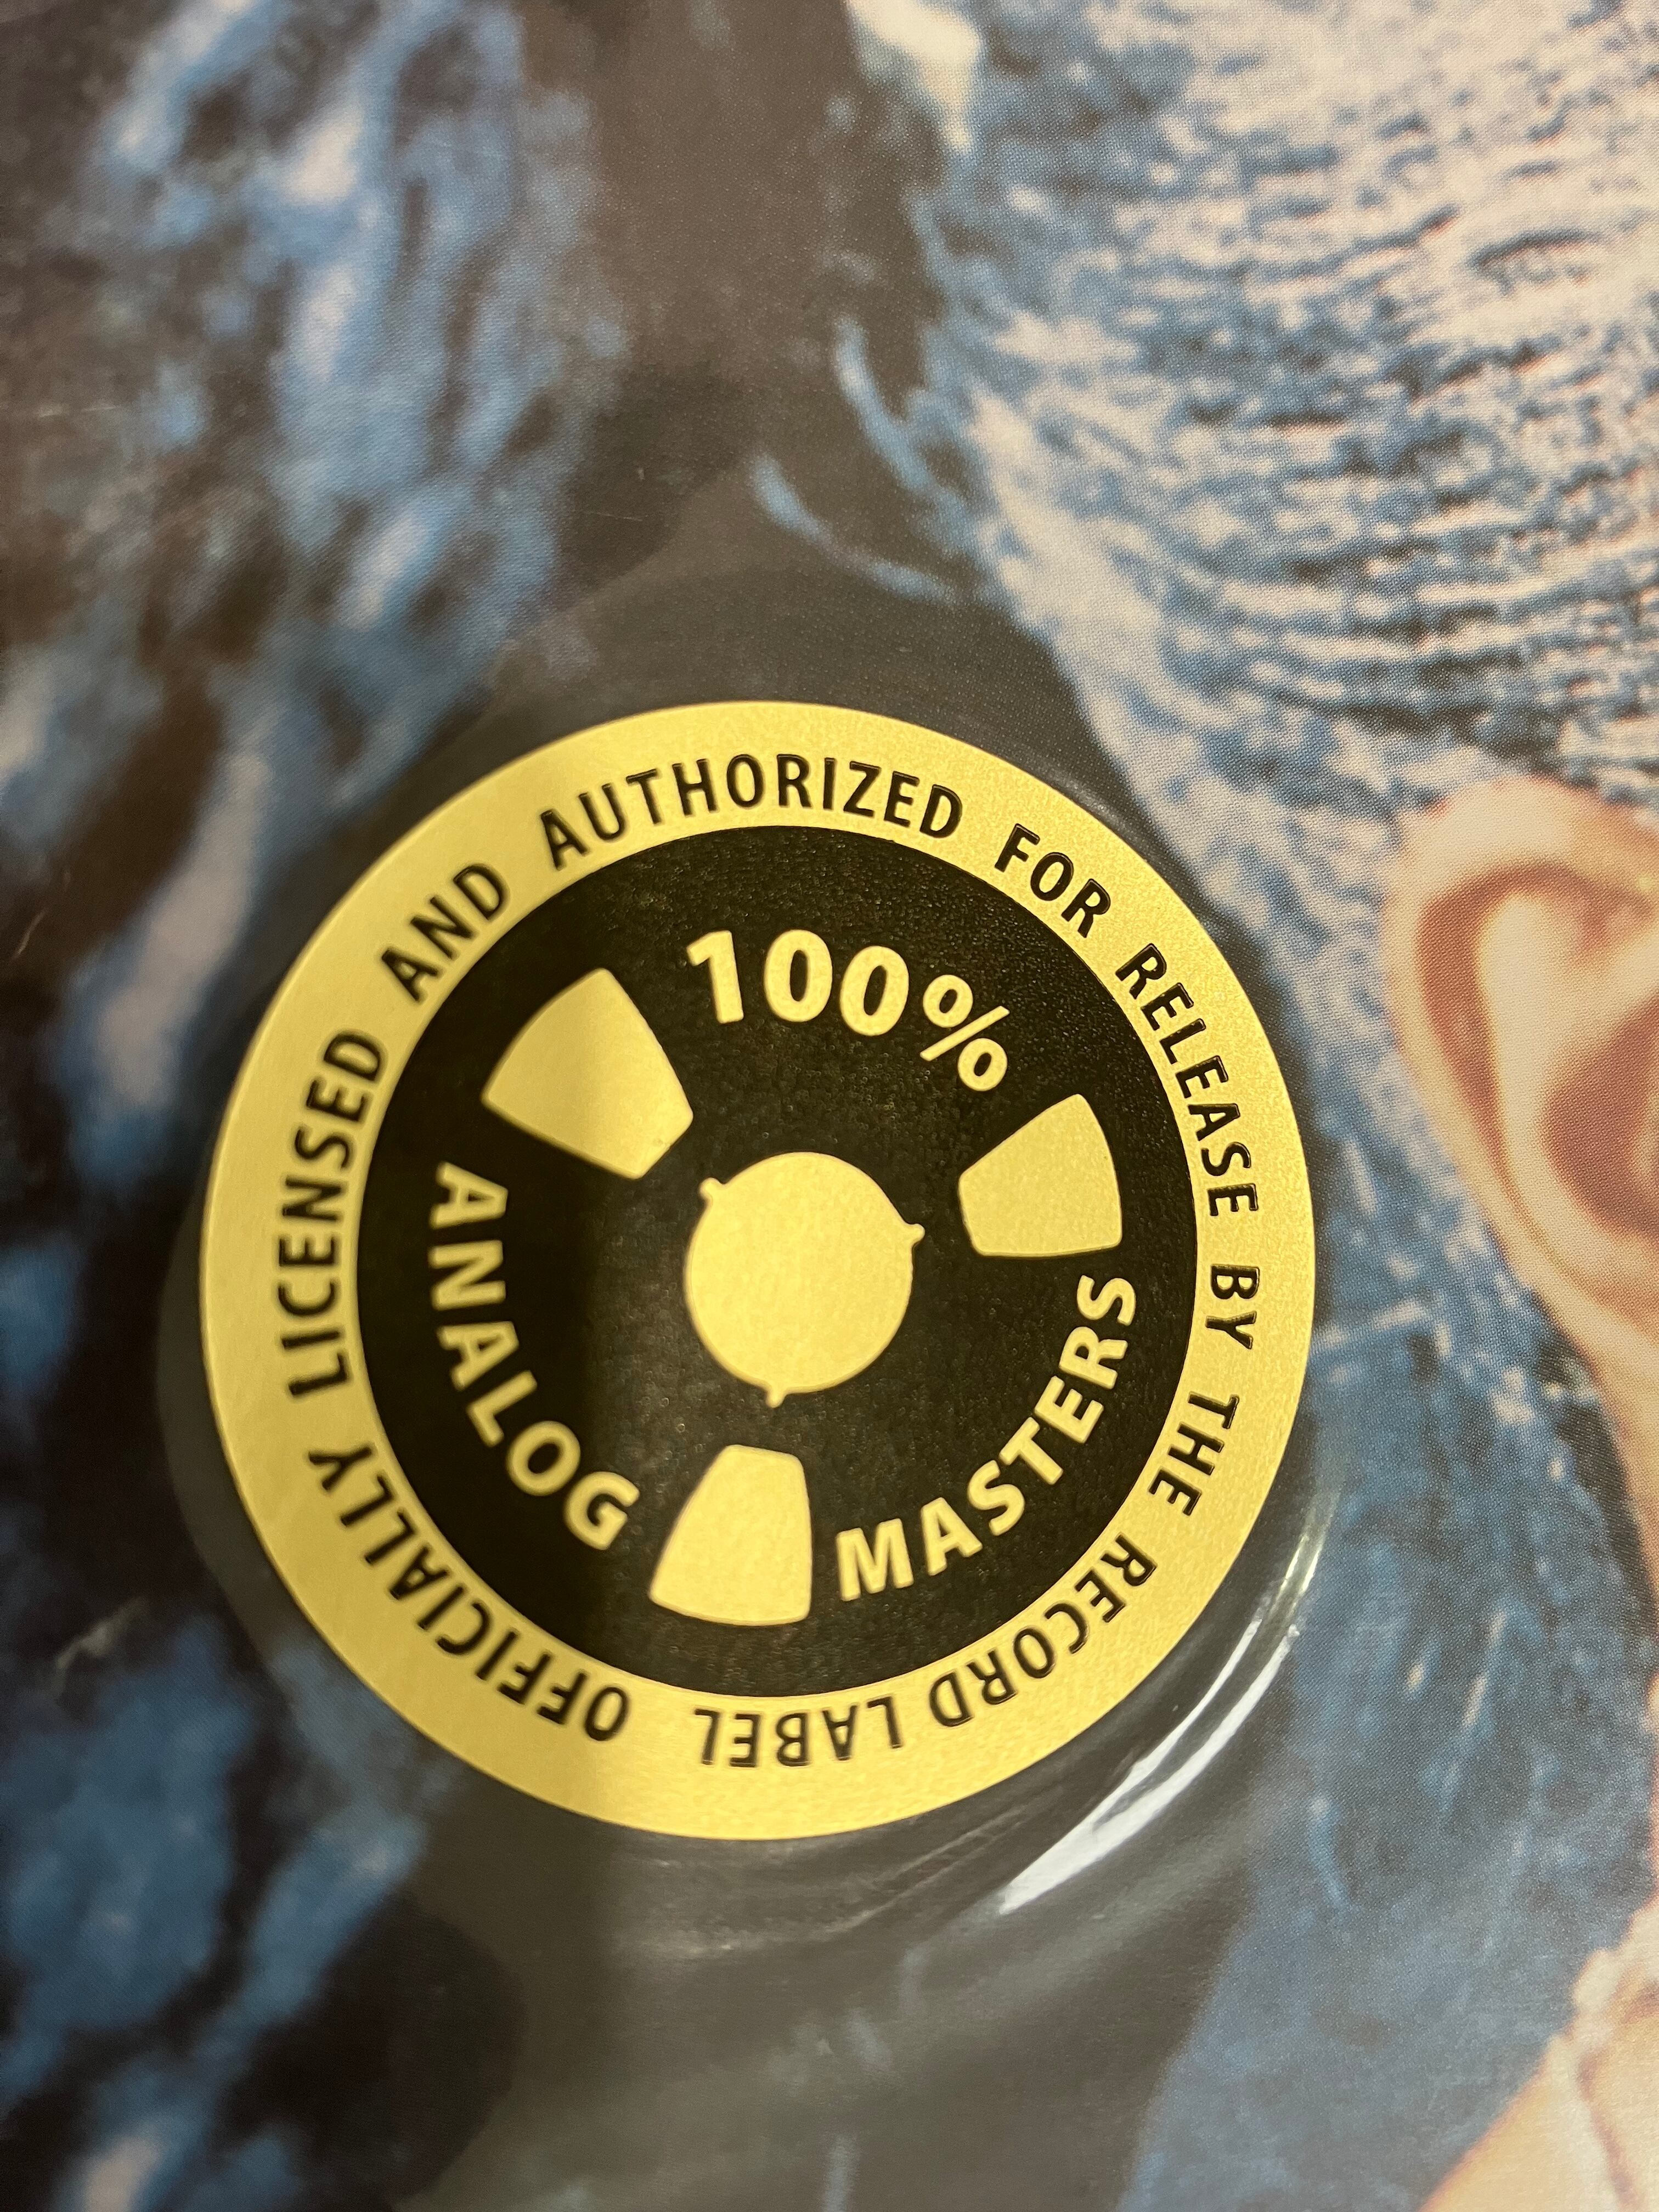 OFFICIALLY LICENSED AND AUTHORIZED FOR RELEASE BY THE RECORD LABEL
100%
ANALOG
MASTERS